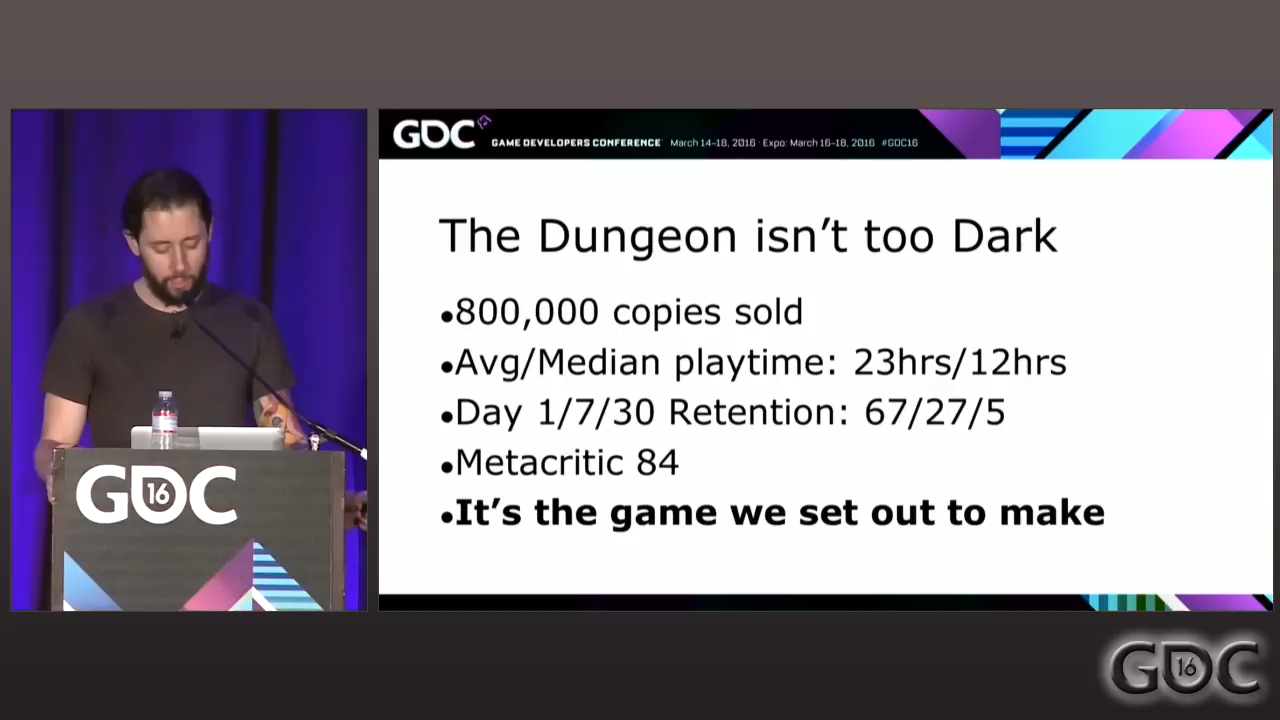 GDC
GAME DEVELOPERS CONFERENCE March 14-18, 2016 · Expo: March 16-18, 2016 #GDC16
The Dungeon isn't too Dark
•800,000 copies sold
•Avg/Median playtime: 23hrs/12hrs
•Day 1/7/30 Retention: 67/27/5
•Metacritic 84
•It's the game we set out to make
GDC 16
GDC 16